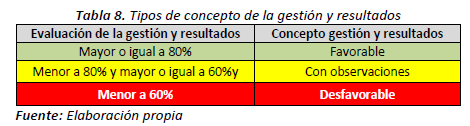 Tabla 8. Tipos de concepto de la gestión y resultados
Evaluación de la gestión y resultados Concepto gestión y resultados
Mayor o igual a 80% Favorable
Menor a 80% y mayor o igual a 60%y Con observaciones
Menor a 60% Desfavorable
Fuente: Elaboración propia